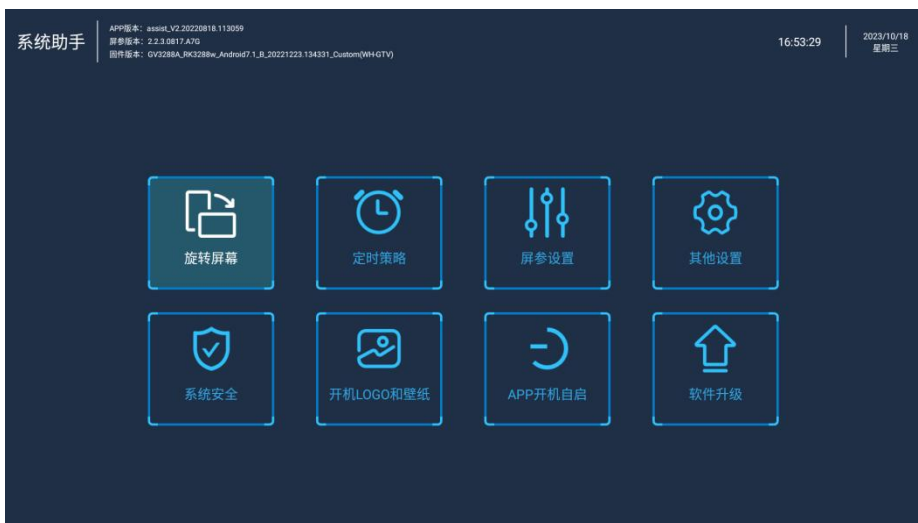 系统助手
APP版本：assist_V2.20220818.113059
屏参版本：2.2.3.0817.A7G
固件版本：GV3288A_RK3288w_Android7.1_B_20221223.134331_Custom(WH-GTV)
16:53:29
2023/10/18
星期三
旋转屏幕
定时策略
屏参设置
其他设置
系统安全
开机LOGO和壁纸
APP开机自启
软件升级